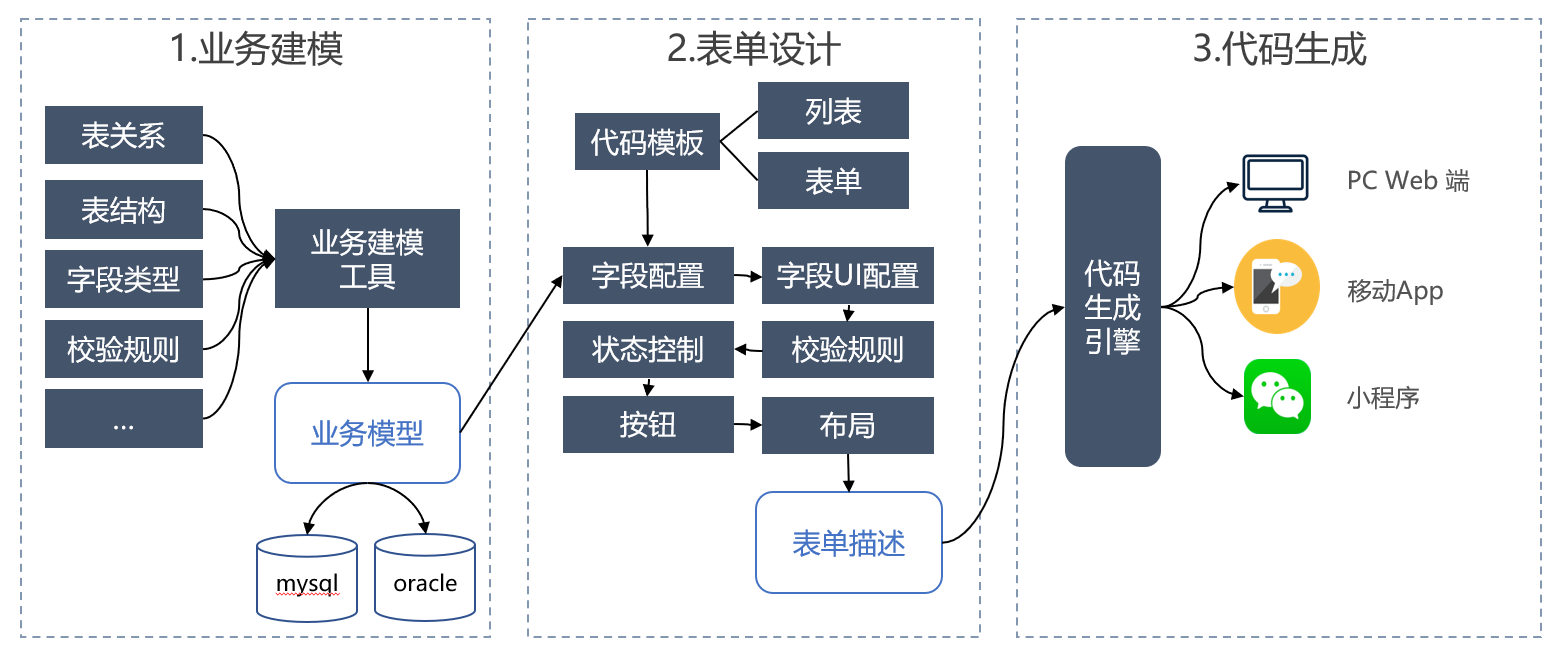 1.业务建模
表关系
表结构
字段类型
校验规则
...
业务建模
工具
业务模型
mysql
oracle
2.表单设计
代码模板
列表
表单
字段配置
字段UI配置
状态控制
校验规则
按钮
布局
表单描述
3.代码生成
代码
生成
引擎
PC Web 端
移动App
小程序